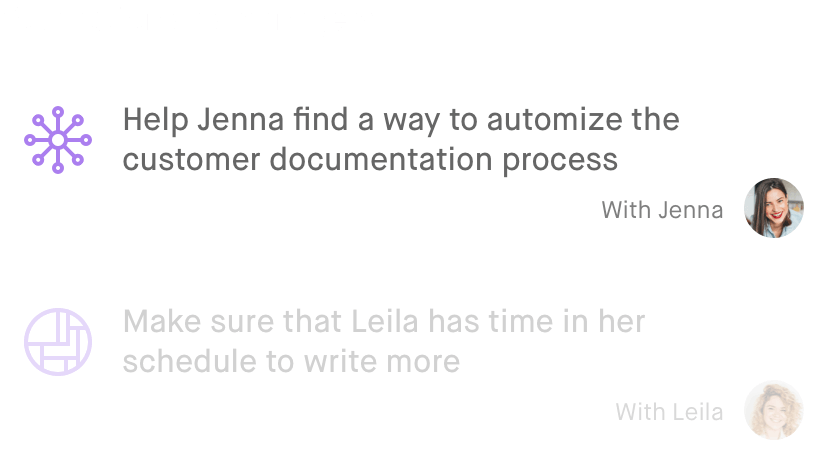 Help Jenna find a way to automize the
customer documentation process
With Jenna
Make sure that Leila has time in her
schedule to write more
With Leila